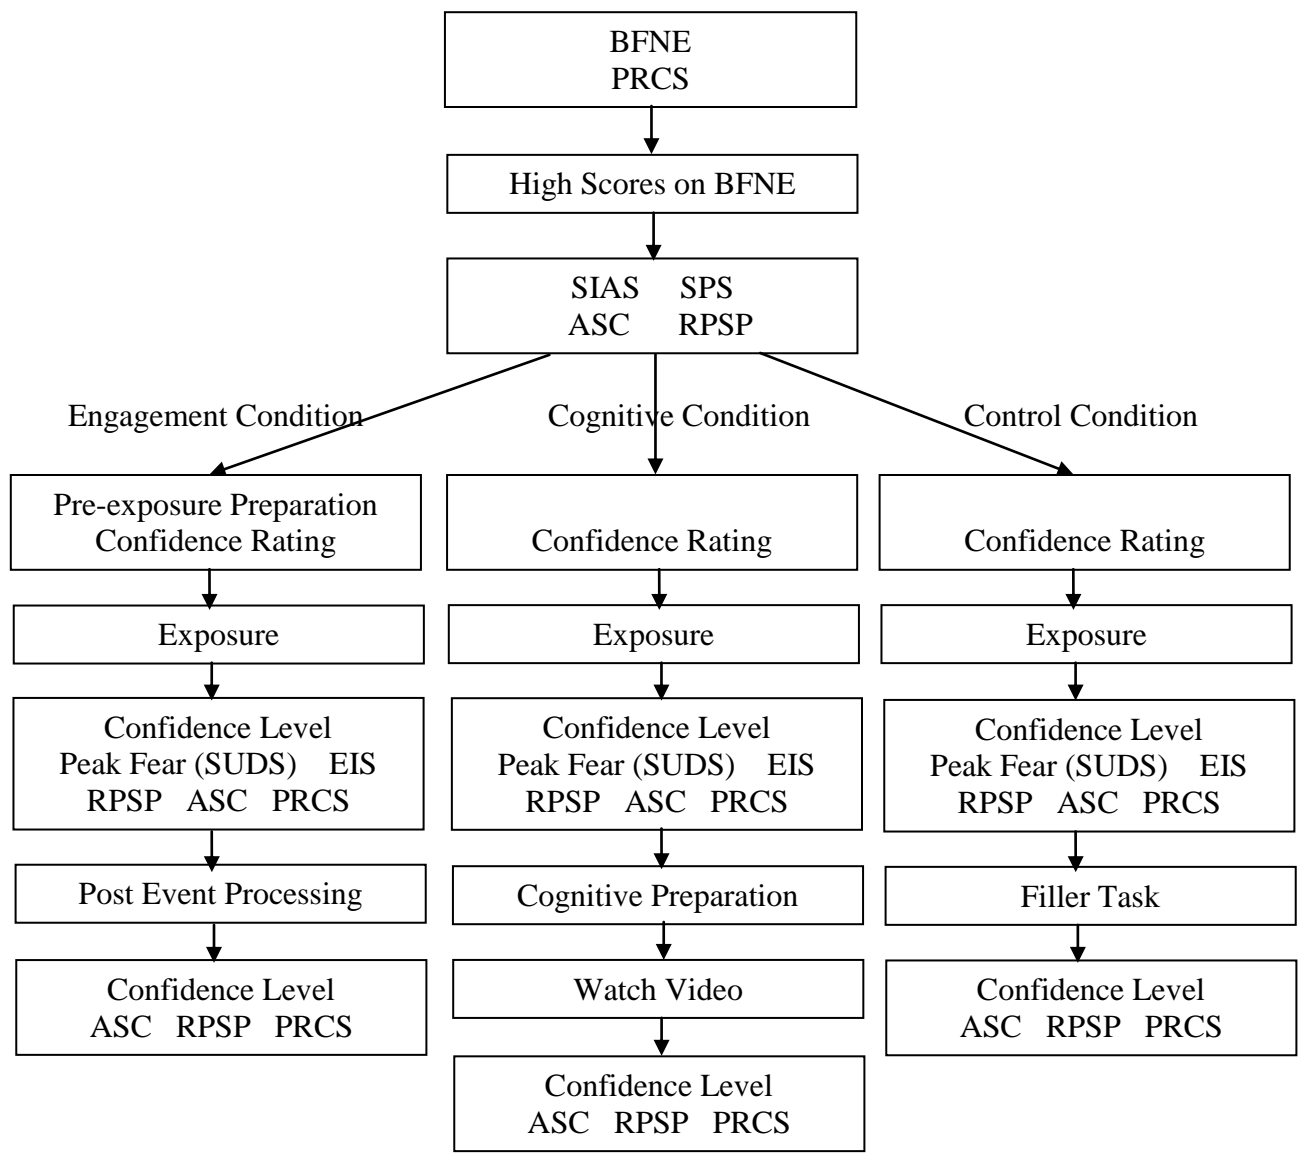 BFNE
PRCS
High Scores on BFNE
SIAS SPS
ASC RPSP
Engagement Condition
Cognitive Condition
Control Condition
Pre-exposure Preparation
Confidence Rating
Confidence Rating
Confidence Rating
Exposure
Exposure
Exposure
Confidence Level
Peak Fear (SUDS) EIS
RPSP ASC PRCS
Confidence Level
Peak Fear (SUDS) EIS
RPSP ASC PRCS
Confidence Level
Peak Fear (SUDS) EIS
RPSP ASC PRCS
Post Event Processing
Cognitive Preparation
Filler Task
Confidence Level
ASC RPSP PRCS
Watch Video
Confidence Level
ASC RPSP PRCS
Confidence Level
ASC RPSP PRCS